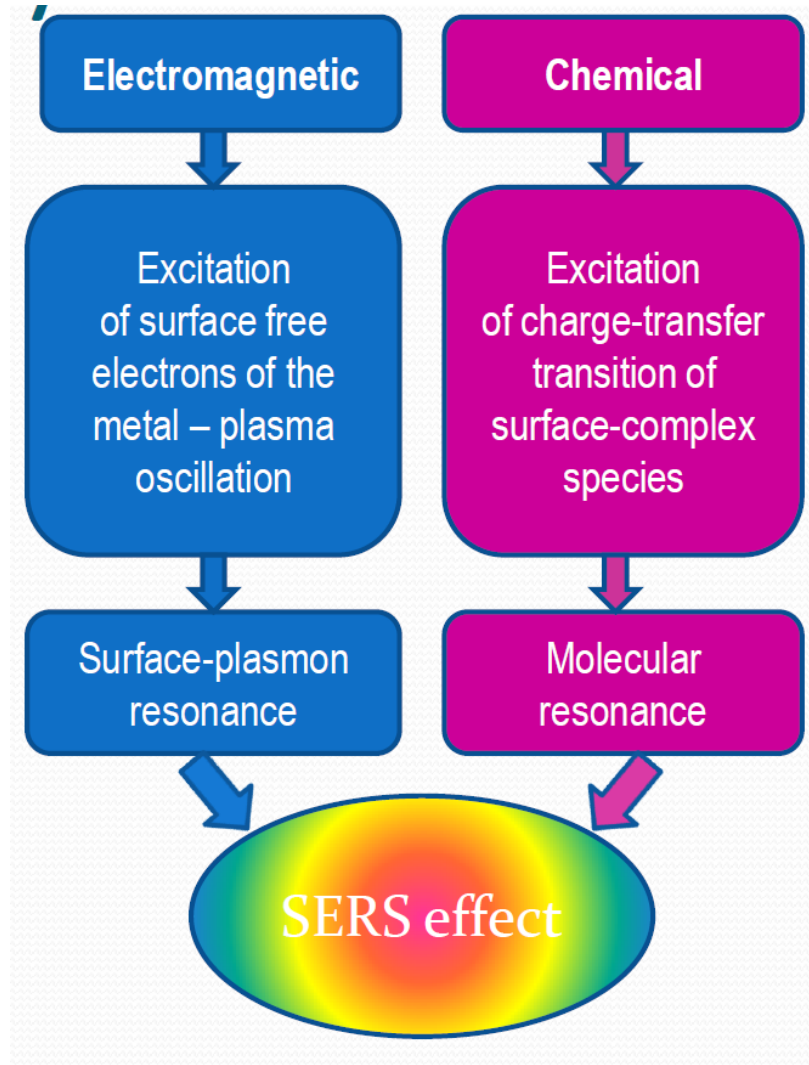 Electromagnetic
Excitation
of surface free
electrons of the
metal – plasma
oscillation
Surface-plasmon
resonance
Chemical
Excitation
of charge-transfer
transition of
surface-complex
species
Molecular
resonance
SERS effect